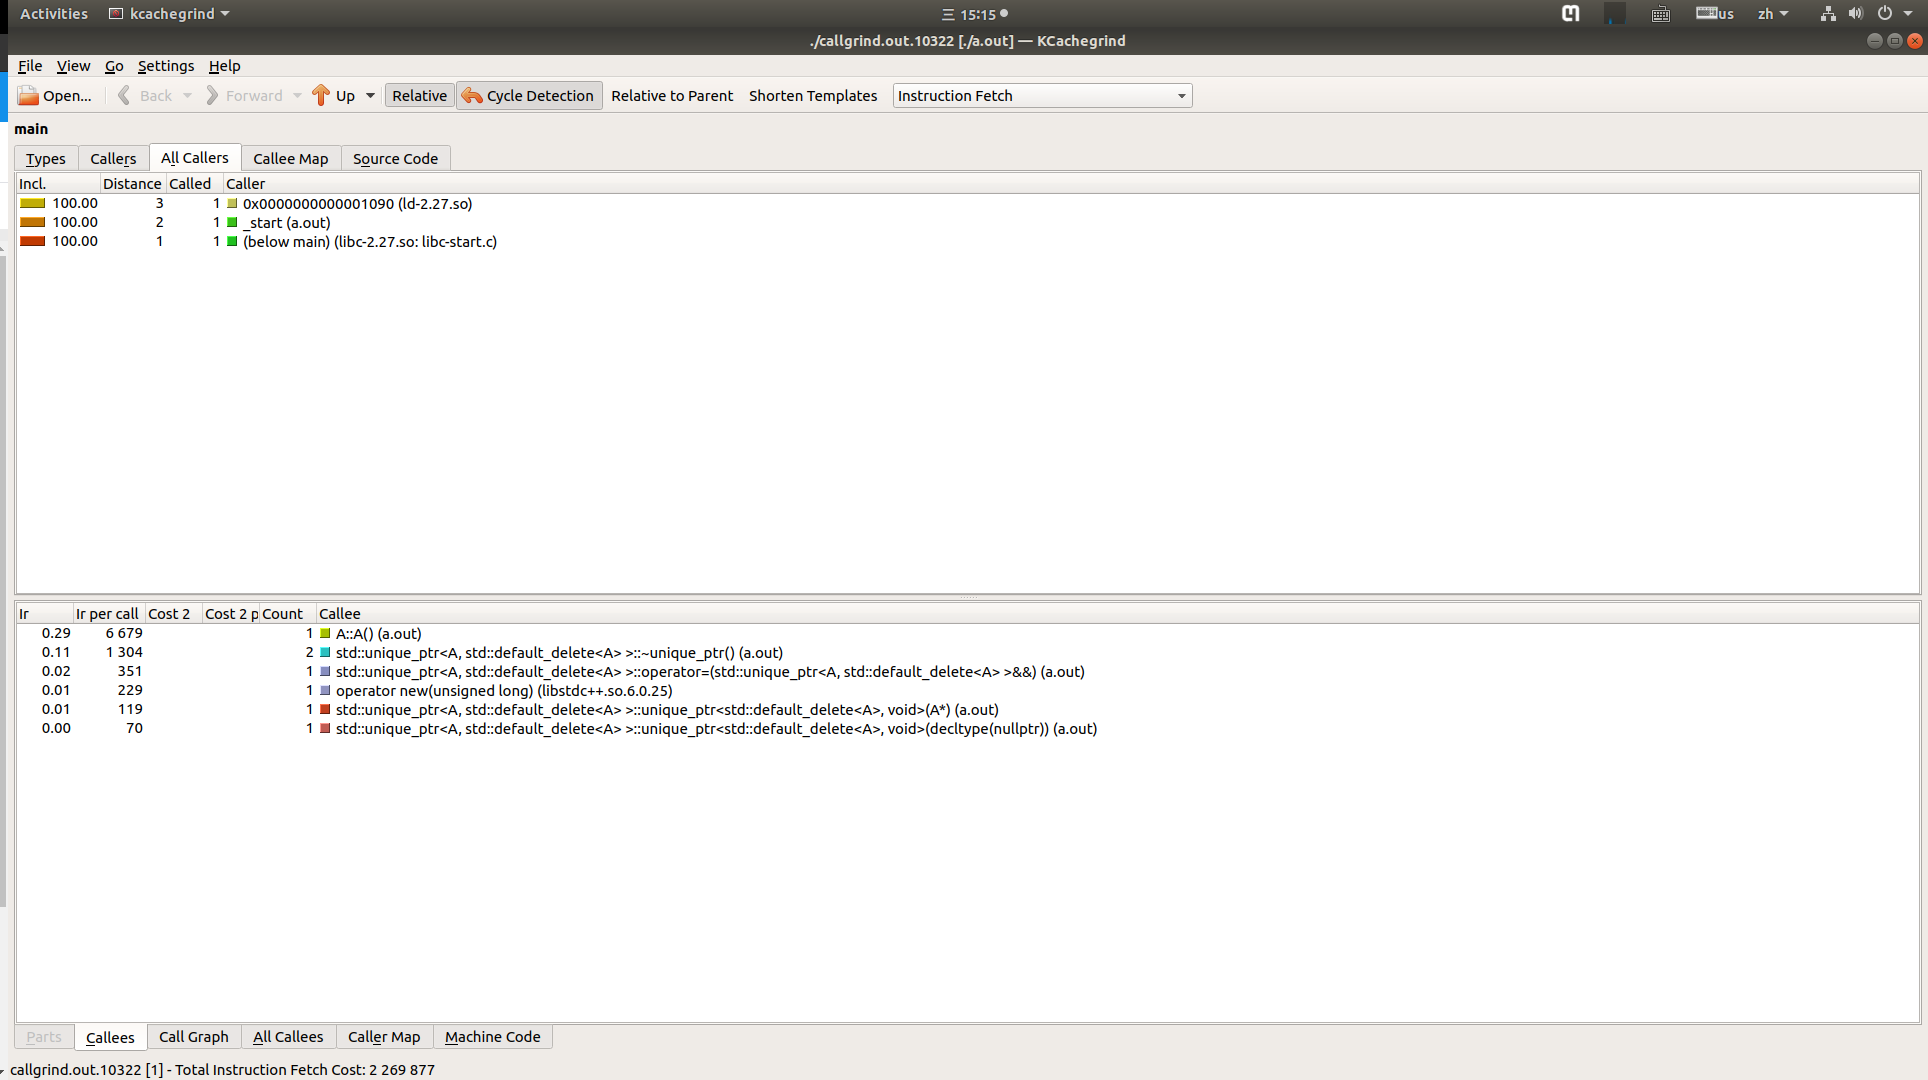 Activities kcachegrind 三 15:15 us zh
./callgrind.out.10322 [./a.out] — KCachegrind
File View Go Settings Help
Open... Back Forward Up Relative Cycle Detection Relative to Parent Shorten Templates Instruction Fetch
main
Types Callers All Callers Callee Map Source Code
Incl. Distance Called Caller
100.00 3 1 0x0000000000001090 (ld-2.27.so)
100.00 2 1 _start (a.out)
100.00 1 1 (below main) (libc-2.27.so: libc-start.c)
Ir Ir per call Cost 2 Cost 2 p Count Callee
0.29 6 679 1 A::A() (a.out)
0.11 1 304 2 std::unique_ptr<A, std::default_delete<A> >::~unique_ptr() (a.out)
0.02 351 1 std::unique_ptr<A, std::default_delete<A> >::operator=(std::unique_ptr<A, std::default_delete<A> >&&) (a.out)
0.01 229 1 operator new(unsigned long) (libstdc++.so.6.0.25)
0.01 119 1 std::unique_ptr<A, std::default_delete<A> >::unique_ptr<std::default_delete<A>, void>(A*) (a.out)
0.00 70 1 std::unique_ptr<A, std::default_delete<A> >::unique_ptr<std::default_delete<A>, void>(decltype(nullptr)) (a.out)
Parts Callees Call Graph All Callees Caller Map Machine Code
callgrind.out.10322 [1] - Total Instruction Fetch Cost: 2 269 877